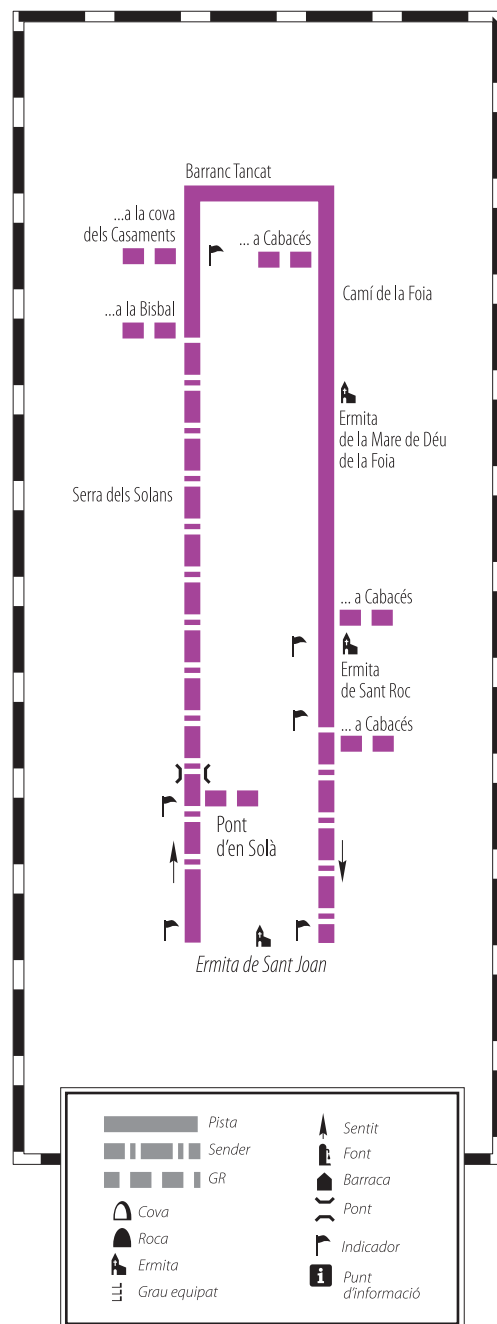 Barranc Tancat
...a la cova
dels Casaments
... a Cabacés
Camí de la Foia
...a la Bisbal
Ermita
de la Mare de Déu
de la Foia
Serra dels Solans
... a Cabacés
Ermita
de Sant Roc
... a Cabacés
Pont
d'en Solà
Ermita de Sant Joan
Pista
Sender
GR
Cova
Roca
Ermita
Grau equipat
Sentit
Font
Barraca
Pont
Indicador
i
Punt
d'informació